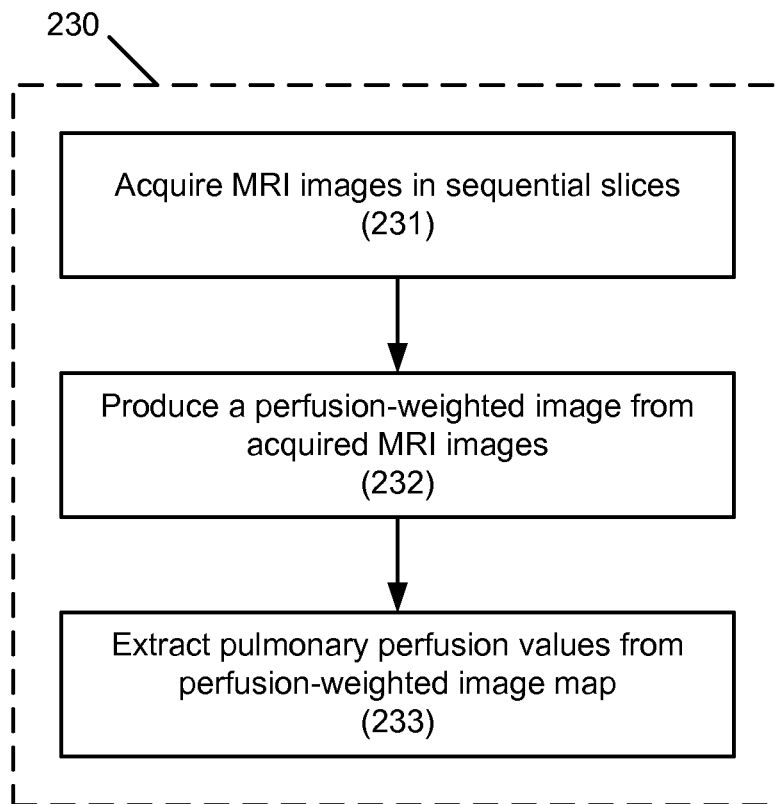 230
Acquire MRI images in sequential slices
(231)
Produce a perfusion-weighted image from
acquired MRI images
(232)
Extract pulmonary perfusion values from
perfusion-weighted image map
(233)